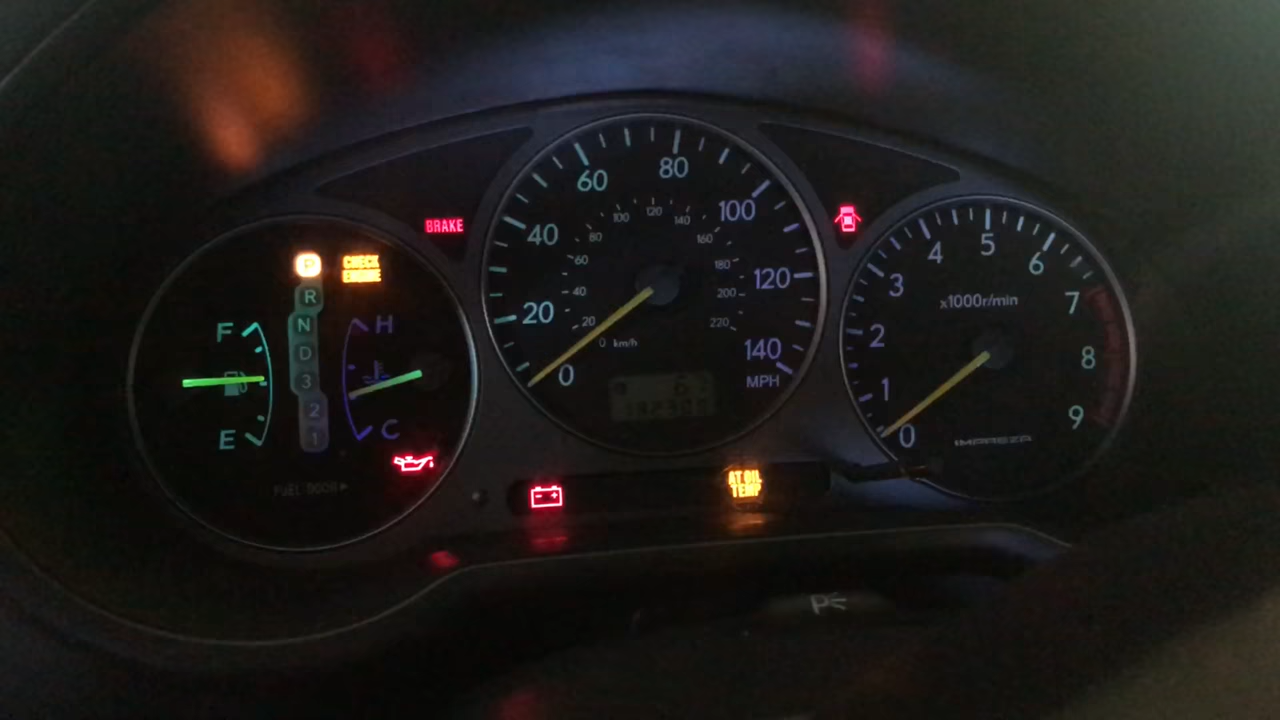 BRAKE
P
CHECK
ENGINE
R
N
D
3
2
1
F
E
H
C
FUEL DOOR
0
20
40
60
80
100
120
140
MPH
0
20
40
60
80
100
120
140
160
180
200
220
km/h
0
1
2
3
4
5
6
7
8
9
x1000r/min
IMPREZA
AT OIL
TEMP
P